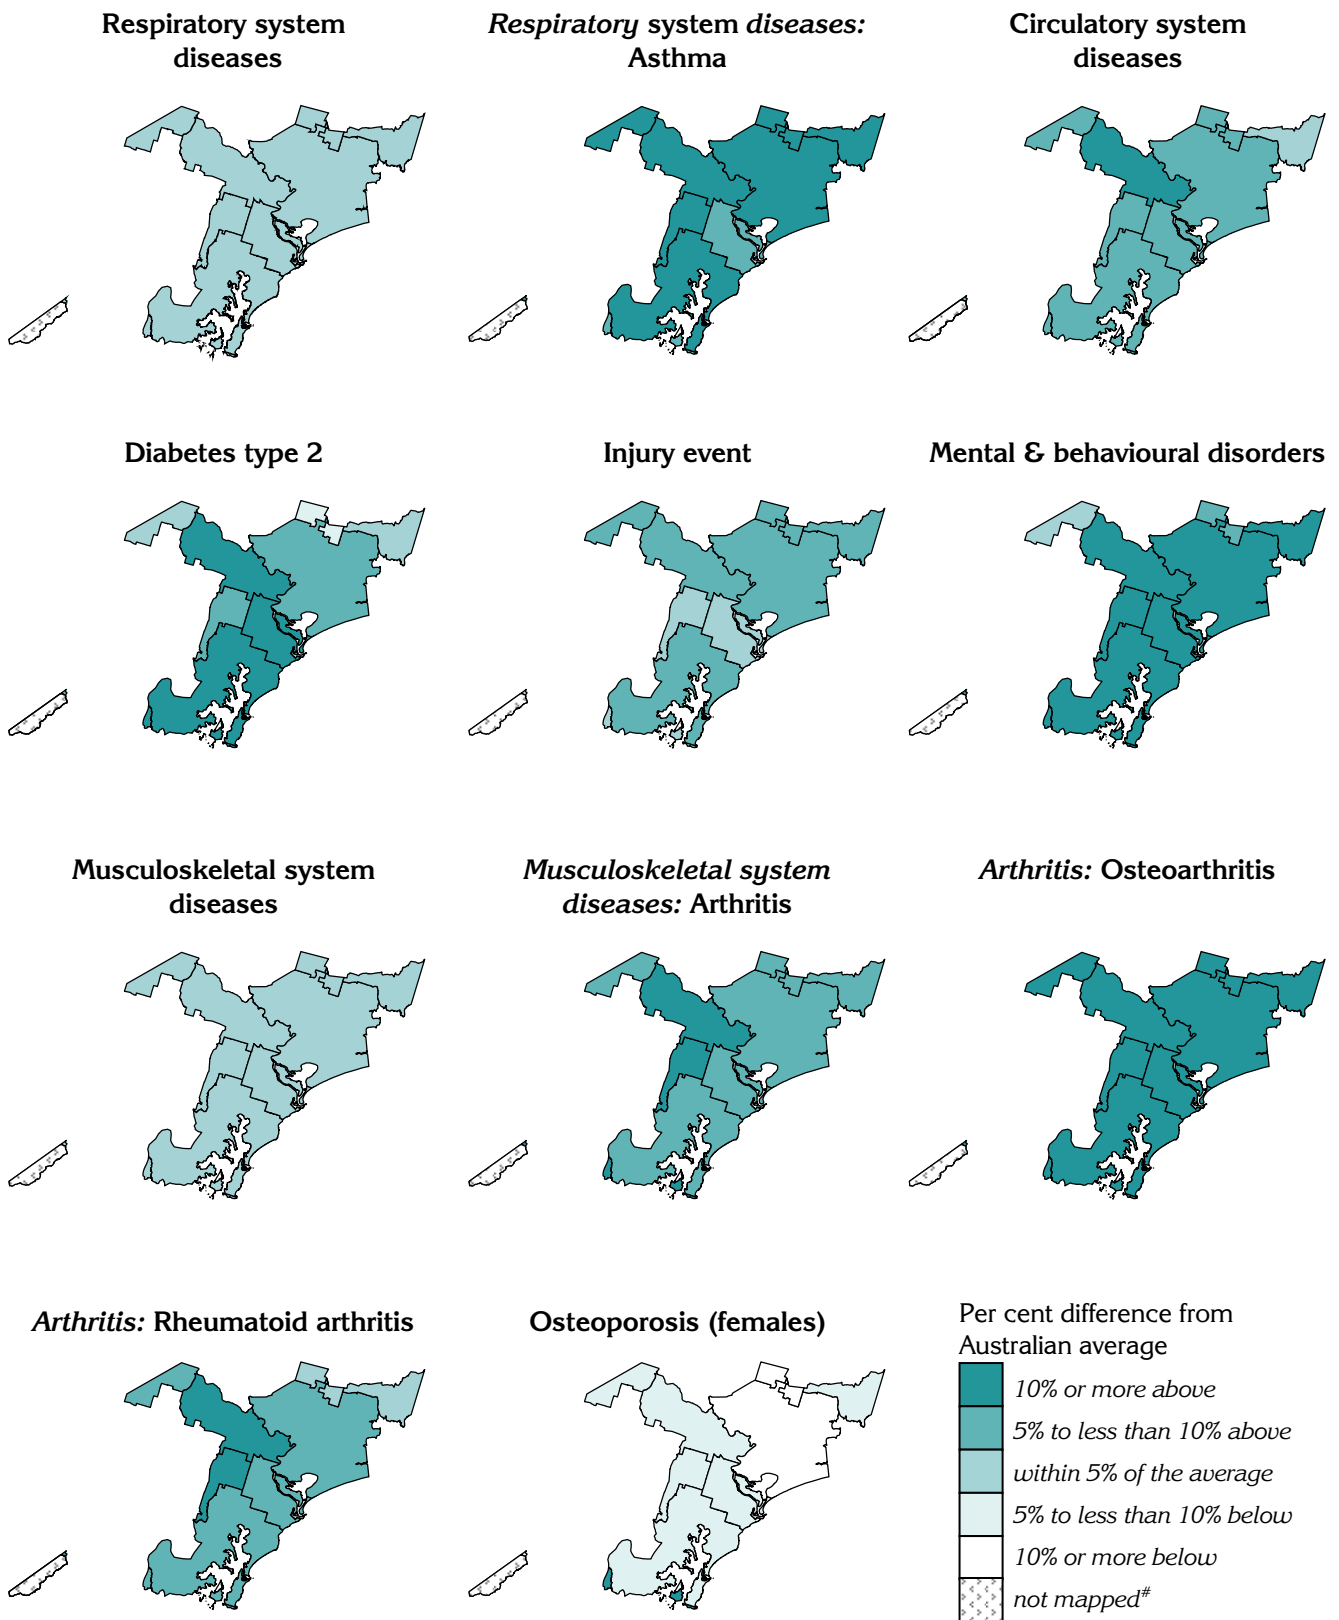 Respiratory system
diseases
Respiratory system diseases:
Asthma
Circulatory system
diseases
Diabetes type 2
Injury event
Mental & behavioural disorders
Musculoskeletal system
diseases
Musculoskeletal system
diseases: Arthritis
Arthritis: Osteoarthritis
Arthritis: Rheumatoid arthritis
Osteoporosis (females)
Per cent difference from
Australian average
10% or more above
5% to less than 10% above
within 5% of the average
5% to less than 10% below
10% or more below
not mapped#